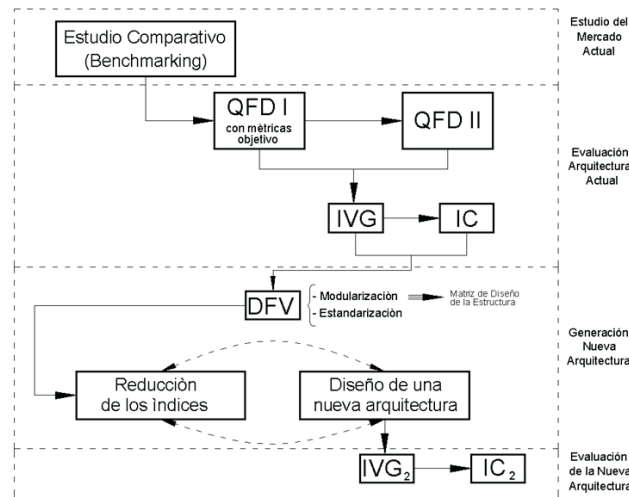 Estudio Comparativo
(Benchmarking)
Estudio del
Mercado
Actual
QFD I
con mètricas
objetivo
QFD II
Evaluación
Arquitectura
Actual
IVG
IC
DFV
- Modularizaciòn
- Estandarizaciòn
Matriz de Diseño
de la Estructura
Generación
Nueva
Arquitectura
Reducciòn
de los ìndices
Diseño de una
nueva arquitectura
IVG2
IC2
Evaluación
de la Nueva
Arquitectura